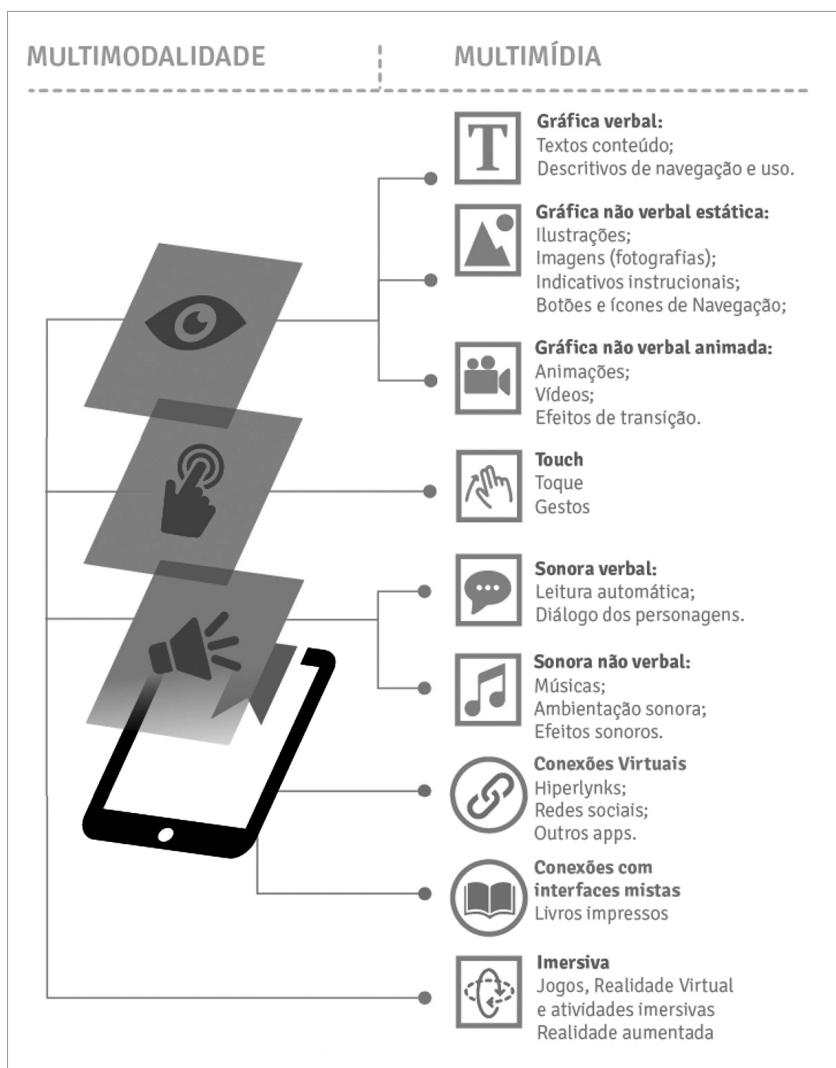 MULTIMODALIDADE
MULTIMÍDIA
T
Gráfica verbal:
Textos conteúdo;
Descritivos de navegação e uso.
Gráfica não verbal estática:
Ilustrações;
Imagens (fotografias);
Indicativos instrucionais;
Botões e ícones de Navegação;
Gráfica não verbal animada:
Animações;
Vídeos;
Efeitos de transição.
Touch
Toque
Gestos
Sonora verbal:
Leitura automática;
Diálogo dos personagens.
Sonora não verbal:
Músicas;
Ambientação sonora;
Efeitos sonoros.
Conexões Virtuais
Hiperlynks;
Redes sociais;
Outros apps.
Conexões com
interfaces mistas
Livros impressos
Imersiva
Jogos, Realidade Virtual
e atividades imersivas
Realidade aumentada